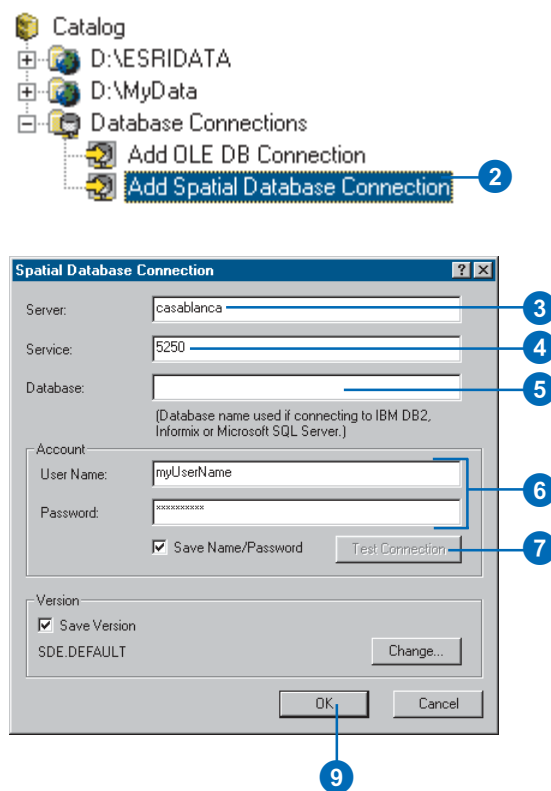 Catalog
D:\ESRIDATA
D:\MyData
Database Connections
Add OLE DB Connection
Add Spatial Database Connection 2
Spatial Database Connection ? ×
Server: casablanca 3
Service: 5250 4
Database: 5
(Database name used if connecting to IBM DB2,
Informix or Microsoft SQL Server.)
Account
User Name: myUserName
6
Password: ××××××××××
Save Name/Password Test Connection 7
Version
Save Version
SDE.DEFAULT Change...
OK Cancel
9